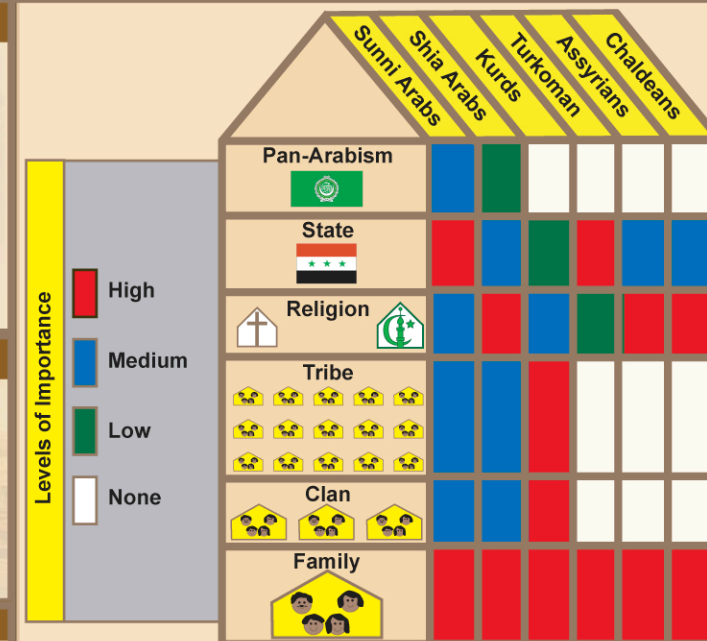 Sunni Arabs
Shia Arabs
Kurds
Turkoman
Assyrians
Chaldeans
Pan-Arabism
State
Religion
Tribe
Clan
Family
Levels of Importance
High
Medium
Low
None